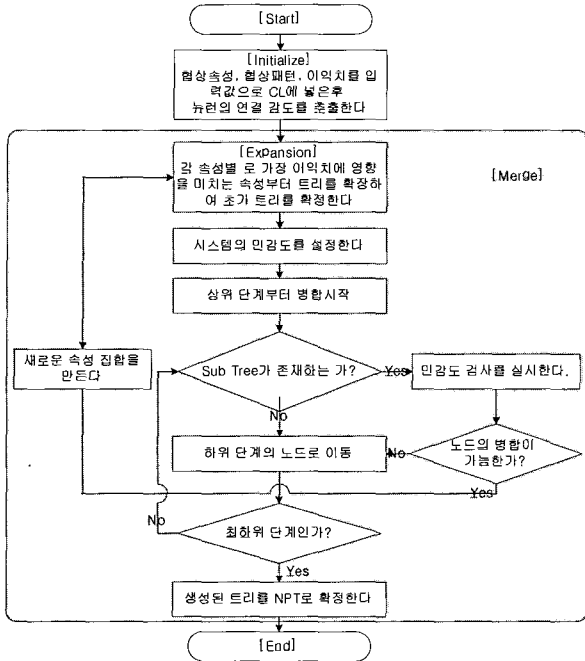 [Start]
[Initialize]
협상속성, 협상패턴, 이익치를 입
력값으로 CL에 넣은후
뉴런의 연결 감도를 추출한다
[Expansion]
각 속성별 로 가장 이익치에 영향
을 미치는 속성부터 트리를 확장하
여 초기 트리를 확정한다
[Merge]
시스템의 민감도를 설정한다
상위 단계부터 병합시작
새로운 속성 집합을
만든다
Sub Tree가 존재하는 가?
Yes
민감도 검사를 실시한다.
No
하위 단계의 노드로 이동
No
노드의 병합이
가능한가?
Yes
No
최하위 단계인가?
Yes
생성된 트리를 NPT로 확정한다
[End]